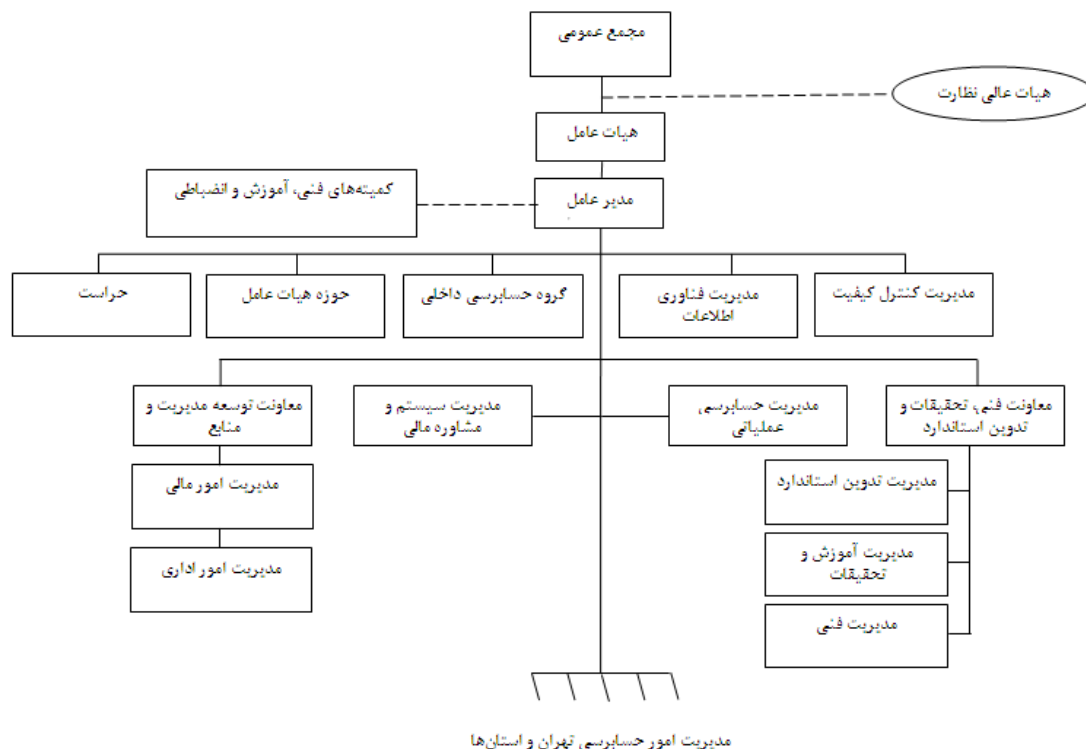 مجمع عمومی
هیات عالی نظارت
هیات عامل
مدیر عامل
کمیته‌های فنی، آموزش و انضباطی
مدیریت کنترل کیفیت
مدیریت فناوری
اطلاعات
گروه حسابرسی داخلی
حوزه هیات عامل
حراست
معاونت فنی، تحقیقات و
تدوین استاندارد
مدیریت حسابرسی
عملیاتی
مدیریت سیستم و
مشاوره مالی
معاونت توسعه مدیریت و
منابع
مدیریت تدوین استاندارد
مدیریت آموزش و
تحقیقات
مدیریت فنی
مدیریت امور مالی
مدیریت امور اداری
مدیریت امور حسابرسی تهران و استان‌ها